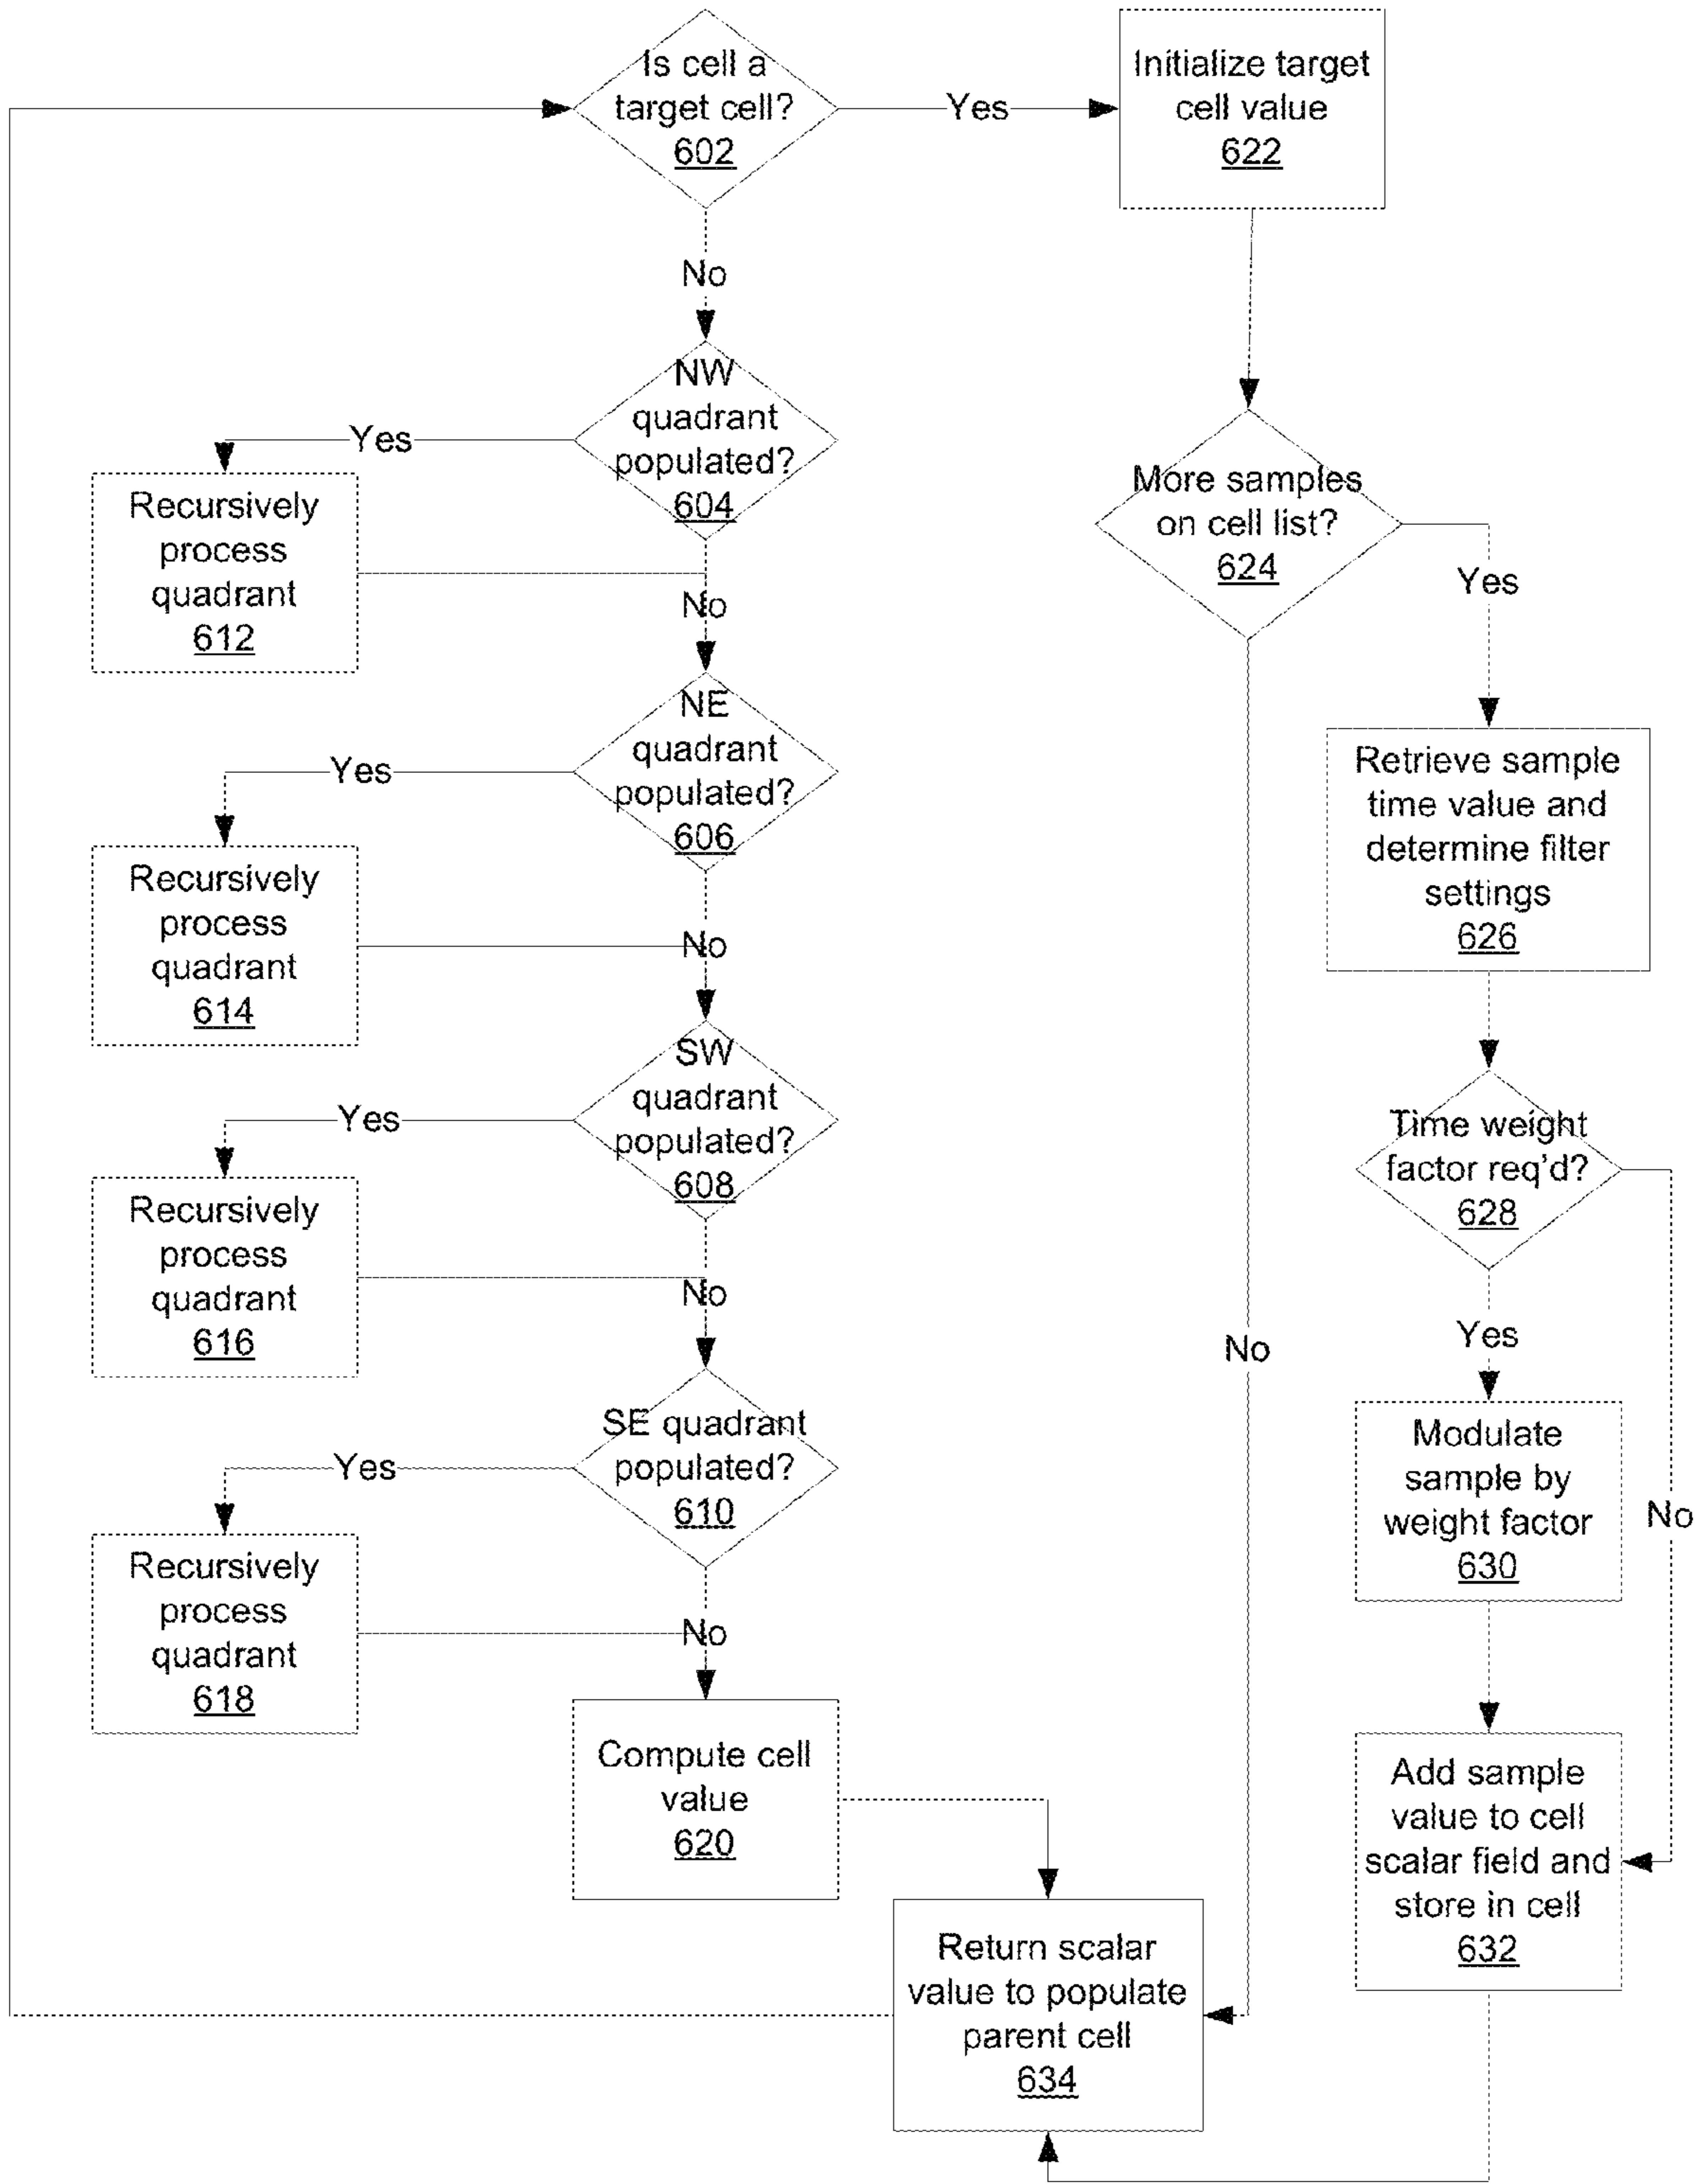 Is cell a
target cell?
602
Yes
Initialize target
cell value
622
No
NW
quadrant
populated?
604
Yes
Recursively
process
quadrant
612
No
NE
quadrant
populated?
606
Yes
Recursively
process
quadrant
614
No
SW
quadrant
populated?
608
Yes
Recursively
process
quadrant
616
No
SE quadrant
populated?
610
Yes
Recursively
process
quadrant
618
No
Compute cell
value
620
More samples
on cell list?
624
Yes
No
Retrieve sample
time value and
determine filter
settings
626
Time weight
factor req'd?
628
Yes
No
Modulate
sample by
weight factor
630
Add sample
value to cell
scalar field and
store in cell
632
Return scalar
value to populate
parent cell
634